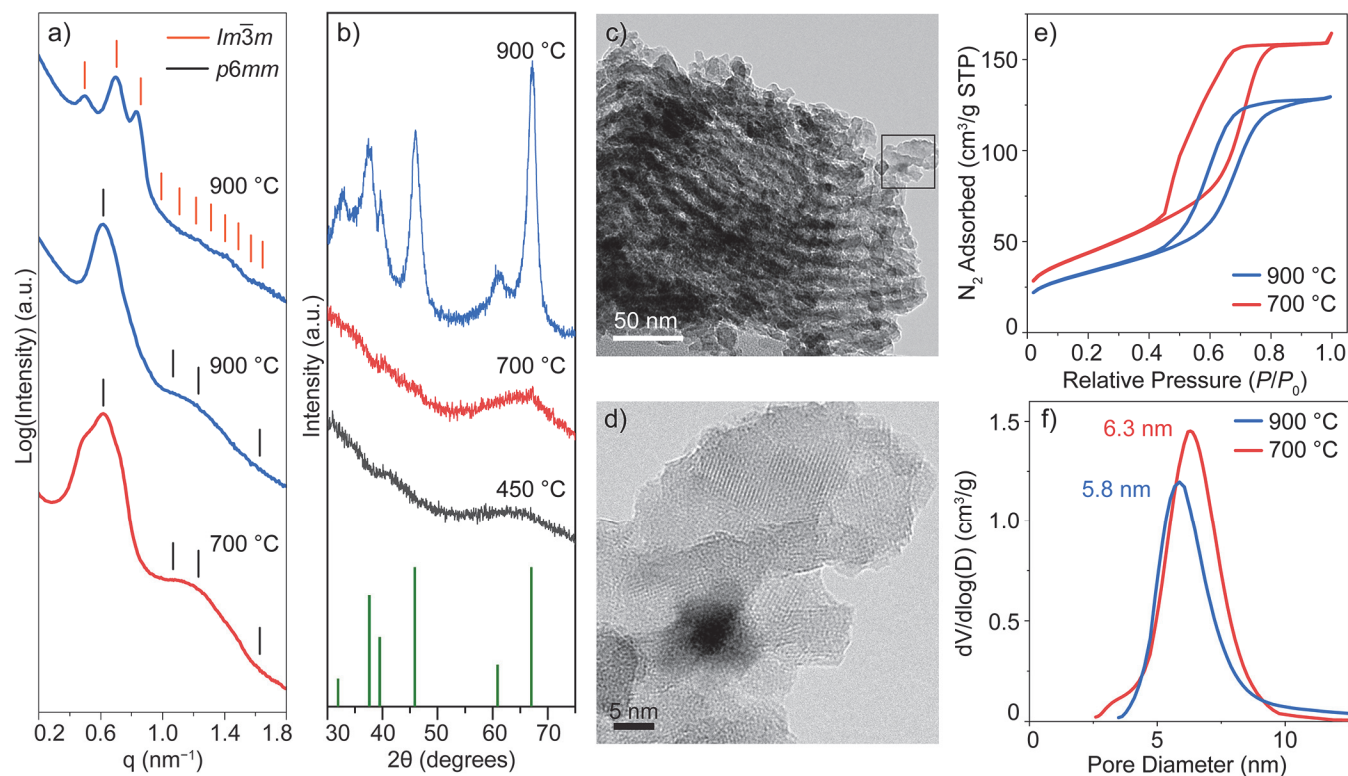 a)
Im3̅m
p6mm
900 °C
900 °C
700 °C
Log(Intensity) (a.u.)
0.2 0.6 1.0 1.4 1.8
q (nm⁻¹)
b)
900 °C
700 °C
450 °C
Intensity (a.u.)
30 40 50 60 70
2θ (degrees)
c)
50 nm
d)
5 nm
e)
N₂ Adsorbed (cm³/g STP)
150
100
50
0
900 °C
700 °C
0 0.2 0.4 0.6 0.8 1.0
Relative Pressure (P/P₀)
f)
900 °C
700 °C
6.3 nm
5.8 nm
dV/dlog(D) (cm³/g)
1.5
1.0
0.5
0
0 5 10
Pore Diameter (nm)